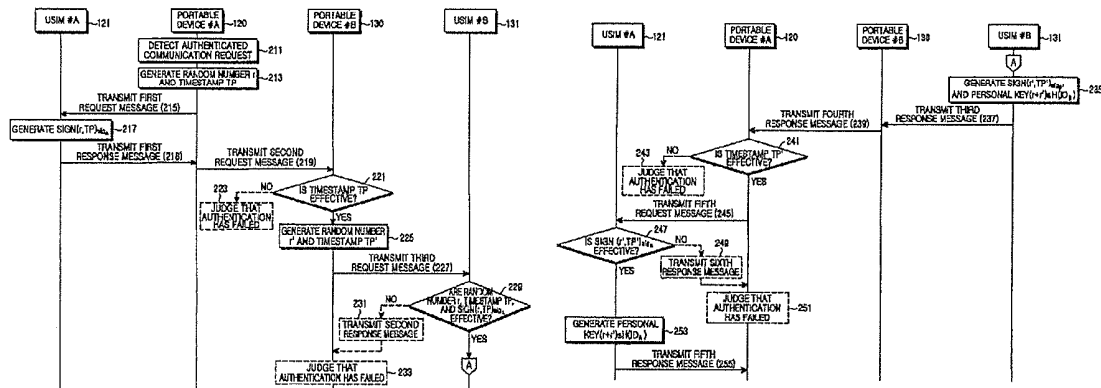 USIM #A
121
PORTABLE
DEVICE #A
120
PORTABLE
DEVICE #B
130
USIM #B
131
DETECT AUTHENTICATED
COMMUNICATION REQUEST
211
GENERATE RANDOM NUMBER r
AND TIMESTAMP TP
213
TRANSMIT FIRST
REQUEST MESSAGE (215)
GENERATE SIGN(r,TP)
217
TRANSMIT FIRST
RESPONSE MESSAGE (218)
TRANSMIT SECOND
REQUEST MESSAGE (219)
221
IS TIMESTAMP TP
EFFECTIVE?
NO
223
JUDGE THAT
AUTHENTICATION
HAS FAILED
YES
GENERATE RANDOM NUMBER
r' AND TIMESTAMP TP'
225
TRANSMIT THIRD
REQUEST MESSAGE (227)
229
ARE RANDOM
NUMBER r, TIMESTAMP TP,
AND SIGN(r,TP)
EFFECTIVE?
NO
231
TRANSMIT SECOND
RESPONSE MESSAGE
YES
A
JUDGE THAT
AUTHENTICATION HAS FAILED
233
USIM #A
121
PORTABLE
DEVICE #A
120
PORTABLE
DEVICE #B
130
USIM #B
131
A
GENERATE SIGN(r',TP')
AND PERSONAL KEY(r+r')sH(ID
235
TRANSMIT THIRD
RESPONSE MESSAGE (237)
TRANSMIT FOURTH
RESPONSE MESSAGE (239)
241
IS TIMESTAMP TP'
EFFECTIVE?
NO
243
JUDGE THAT
AUTHENTICATION
HAS FAILED
YES
TRANSMIT FIFTH
REQUEST MESSAGE (245)
247
IS SIGN (r',TP')
EFFECTIVE?
NO
249
TRANSMIT SIXTH
RESPONSE MESSAGE
YES
JUDGE THAT
AUTHENTICATION
HAS FAILED
251
GENERATE PERSONAL
KEY(r+r')sH(ID
253
TRANSMIT FIFTH
RESPONSE MESSAGE (255)